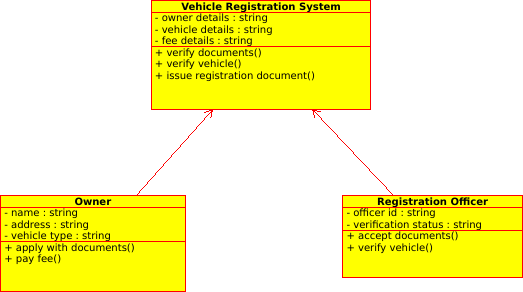 Vehicle Registration System
- owner details : string
- vehicle details : string
- fee details : string
+ verify documents()
+ verify vehicle()
+ issue registration document()
Owner
- name : string
- address : string
- vehicle type : string
+ apply with documents()
+ pay fee()
Registration Officer
- officer id : string
- verification status : string
+ accept documents()
+ verify vehicle()